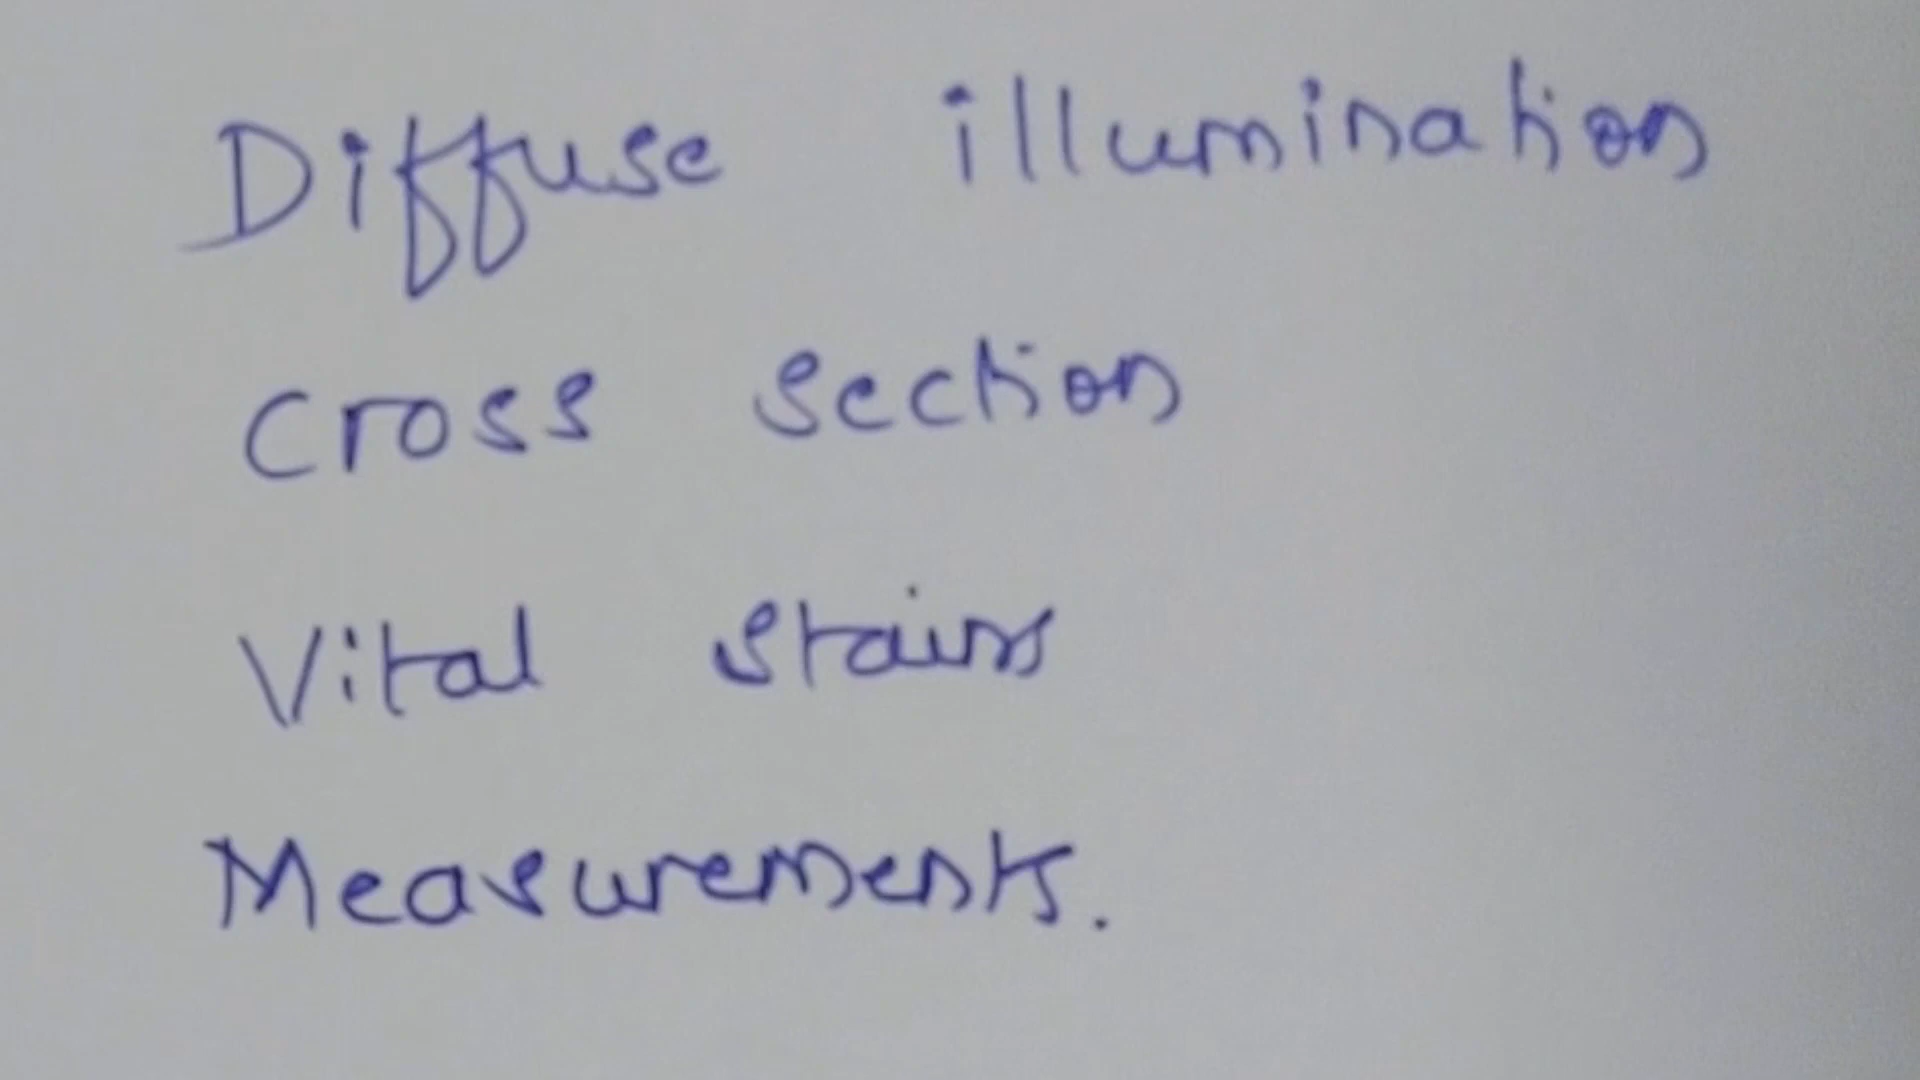 Diffuse illumination
Cross section
Vital stains
Measurements.